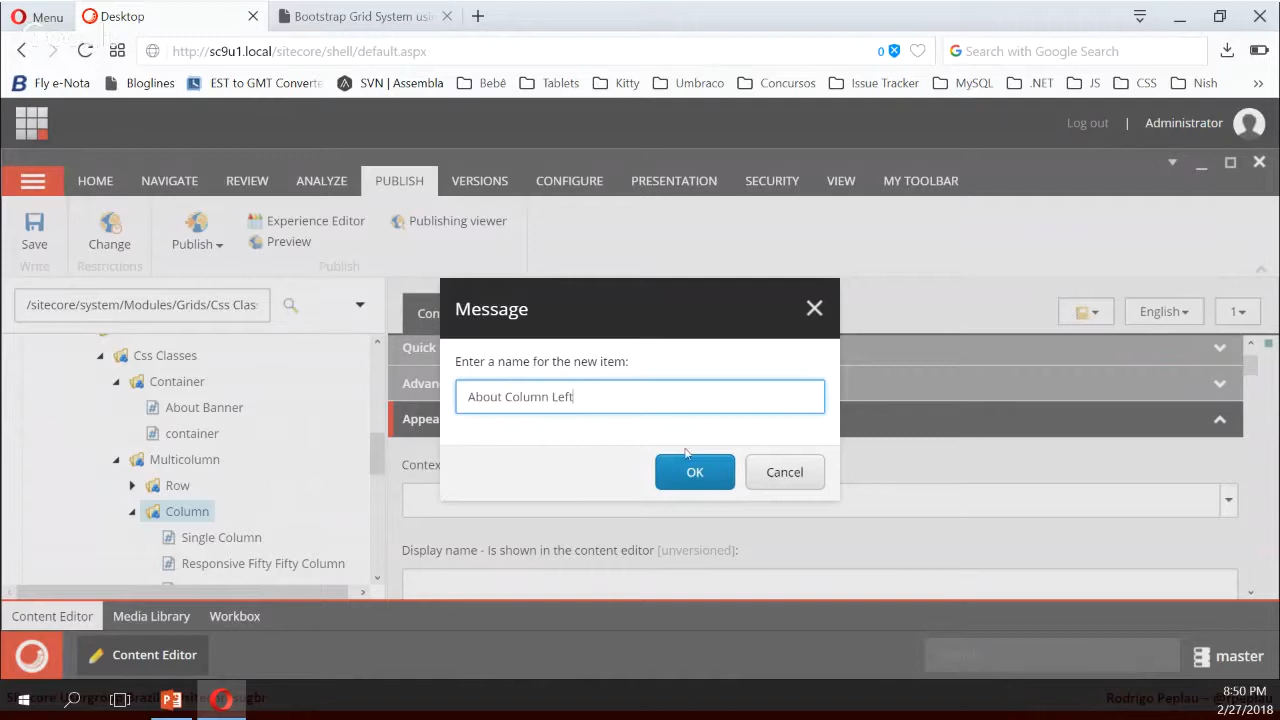 Menu
Desktop
Bootstrap Grid System usin
http://sc9u1.local/sitecore/shell/default.aspx
0
Search with Google Search
Fly e-Nota
Bloglines
EST to GMT Converte
SVN | Assembla
Bebê
Tablets
Kitty
Umbraco
Concursos
Issue Tracker
MySQL
.NET
JS
CSS
Nish
Log out
|
Administrator
HOME
NAVIGATE
REVIEW
ANALYZE
PUBLISH
VERSIONS
CONFIGURE
PRESENTATION
SECURITY
VIEW
MY TOOLBAR
Save
Write
Change
Restrictions
Publish
Experience Editor
Preview
Publishing viewer
Publish
/sitecore/system/Modules/Grids/Css Clas
Con
English
1
Message
Enter a name for the new item:
About Column Left
OK
Cancel
Css Classes
Container
About Banner
container
Multicolumn
Row
Column
Single Column
Responsive Fifty Fifty Column
Quick
Advan
Appea
Contex
Display name - Is shown in the content editor [unversioned]:
Content Editor
Media Library
Workbox
Content Editor
master
8:50 PM
2/27/2018